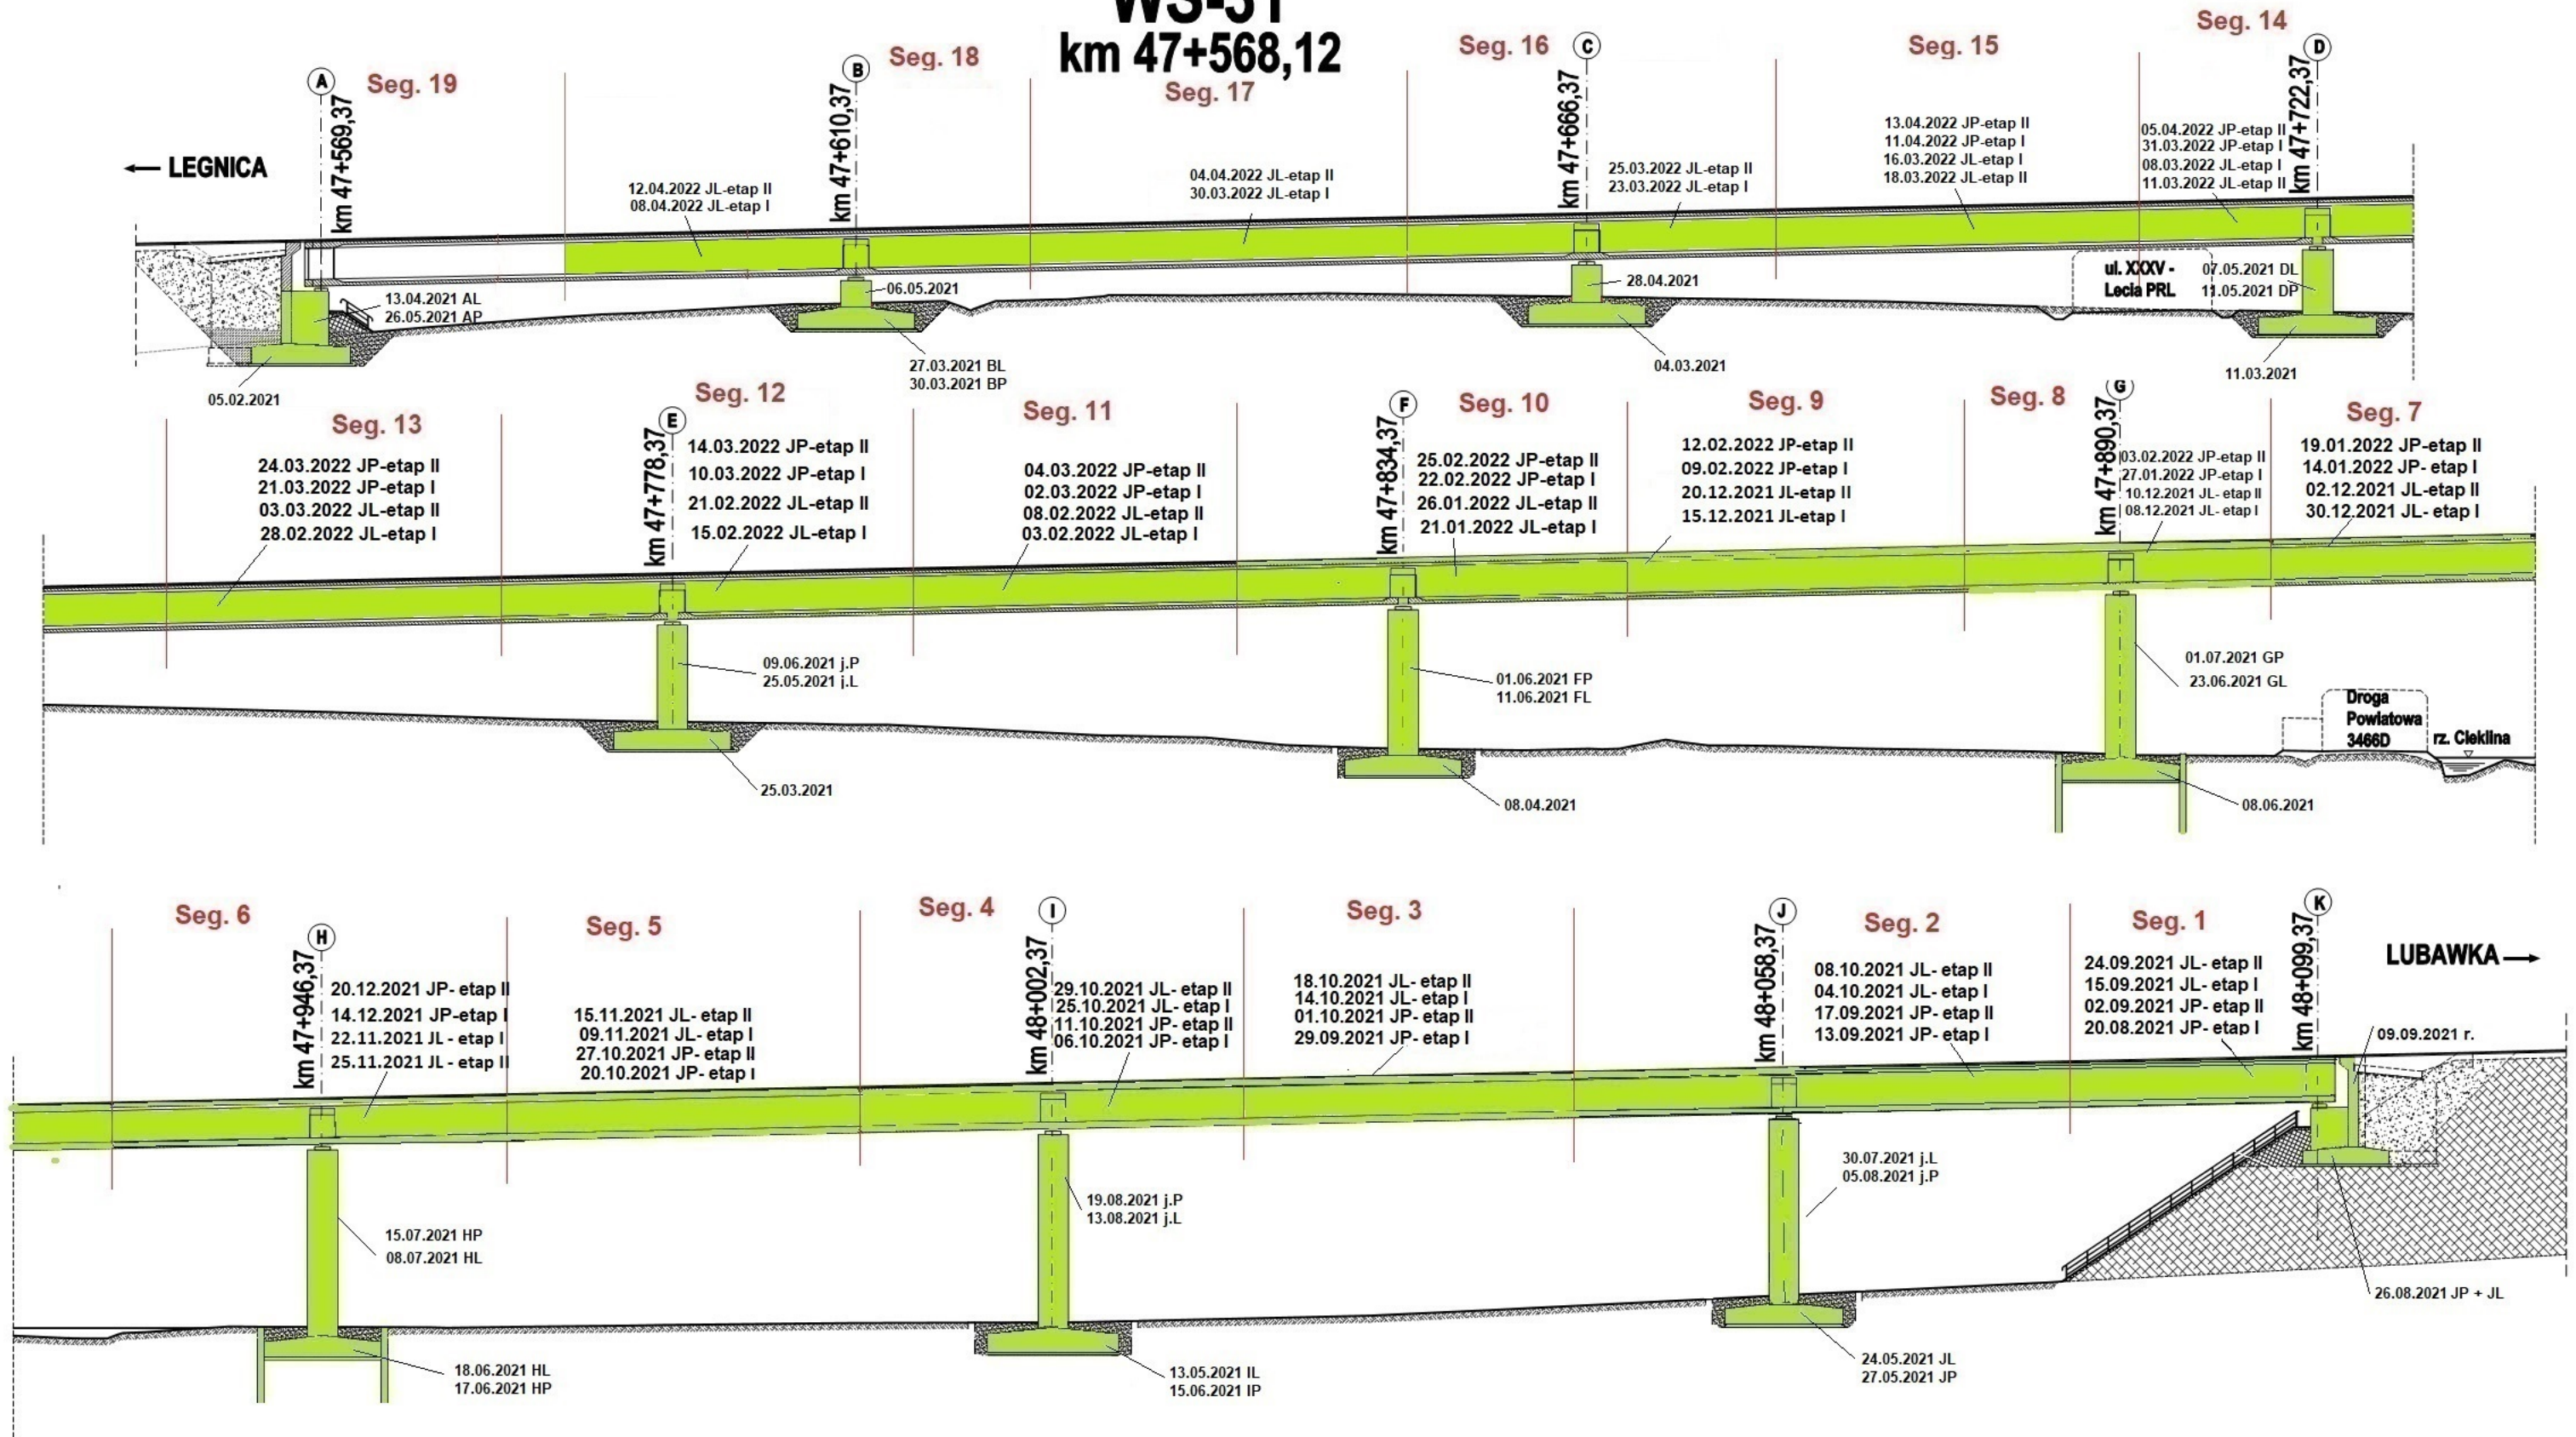 WS-31
km 47+568,12
Seg. 19
Seg. 18
Seg. 17
Seg. 16
Seg. 15
Seg. 14
A
B
C
D
km 47+569,37
km 47+610,37
km 47+666,37
km 47+722,37
← LEGNICA
12.04.2022 JL-etap II
08.04.2022 JL-etap I
04.04.2022 JL-etap II
30.03.2022 JL-etap I
25.03.2022 JL-etap II
23.03.2022 JL-etap I
13.04.2022 JP-etap II
11.04.2022 JP-etap I
16.03.2022 JL-etap I
18.03.2022 JL-etap II
05.04.2022 JP-etap II
31.03.2022 JP-etap I
08.03.2022 JL-etap I
11.03.2022 JL-etap II
13.04.2021 AL
26.05.2021 AP
06.05.2021
28.04.2021
ul. XXXV -
Lecia PRL
07.05.2021 DL
11.05.2021 DP
05.02.2021
27.03.2021 BL
30.03.2021 BP
04.03.2021
11.03.2021
Seg. 13
Seg. 12
Seg. 11
Seg. 10
Seg. 9
Seg. 8
Seg. 7
E
F
G
km 47+778,37
km 47+834,37
km 47+890,37
24.03.2022 JP-etap II
21.03.2022 JP-etap I
03.03.2022 JL-etap II
28.02.2022 JL-etap I
14.03.2022 JP-etap II
10.03.2022 JP-etap I
21.02.2022 JL-etap II
15.02.2022 JL-etap I
04.03.2022 JP-etap II
02.03.2022 JP-etap I
08.02.2022 JL-etap II
03.02.2022 JL-etap I
25.02.2022 JP-etap II
22.02.2022 JP-etap I
26.01.2022 JL-etap II
21.01.2022 JL-etap I
12.02.2022 JP-etap II
09.02.2022 JP-etap I
20.12.2021 JL-etap II
15.12.2021 JL-etap I
03.02.2022 JP-etap II
27.01.2022 JP-etap I
10.12.2021 JL- etap II
08.12.2021 JL- etap I
19.01.2022 JP-etap II
14.01.2022 JP- etap I
02.12.2021 JL-etap II
30.12.2021 JL- etap I
09.06.2021 j.P
25.05.2021 j.L
01.06.2021 FP
11.06.2021 FL
01.07.2021 GP
23.06.2021 GL
Droga
Powiatowa
3466D
rz. Cieklina
25.03.2021
08.04.2021
08.06.2021
Seg. 6
Seg. 5
Seg. 4
Seg. 3
Seg. 2
Seg. 1
H
I
J
K
km 47+946,37
km 48+002,37
km 48+058,37
km 48+099,37
LUBAWKA →
20.12.2021 JP- etap II
14.12.2021 JP-etap I
22.11.2021 JL - etap I
25.11.2021 JL - etap II
15.11.2021 JL- etap II
09.11.2021 JL- etap I
27.10.2021 JP- etap II
20.10.2021 JP- etap I
29.10.2021 JL- etap II
25.10.2021 JL- etap I
11.10.2021 JP- etap II
06.10.2021 JP- etap I
18.10.2021 JL- etap II
14.10.2021 JL- etap I
01.10.2021 JP- etap II
29.09.2021 JP- etap I
08.10.2021 JL- etap II
04.10.2021 JL- etap I
17.09.2021 JP- etap II
13.09.2021 JP- etap I
24.09.2021 JL- etap II
15.09.2021 JL- etap I
02.09.2021 JP- etap II
20.08.2021 JP- etap I
09.09.2021 r.
15.07.2021 HP
08.07.2021 HL
19.08.2021 j.P
13.08.2021 j.L
30.07.2021 j.L
05.08.2021 j.P
26.08.2021 JP + JL
18.06.2021 HL
17.06.2021 HP
13.05.2021 IL
15.06.2021 IP
24.05.2021 JL
27.05.2021 JP